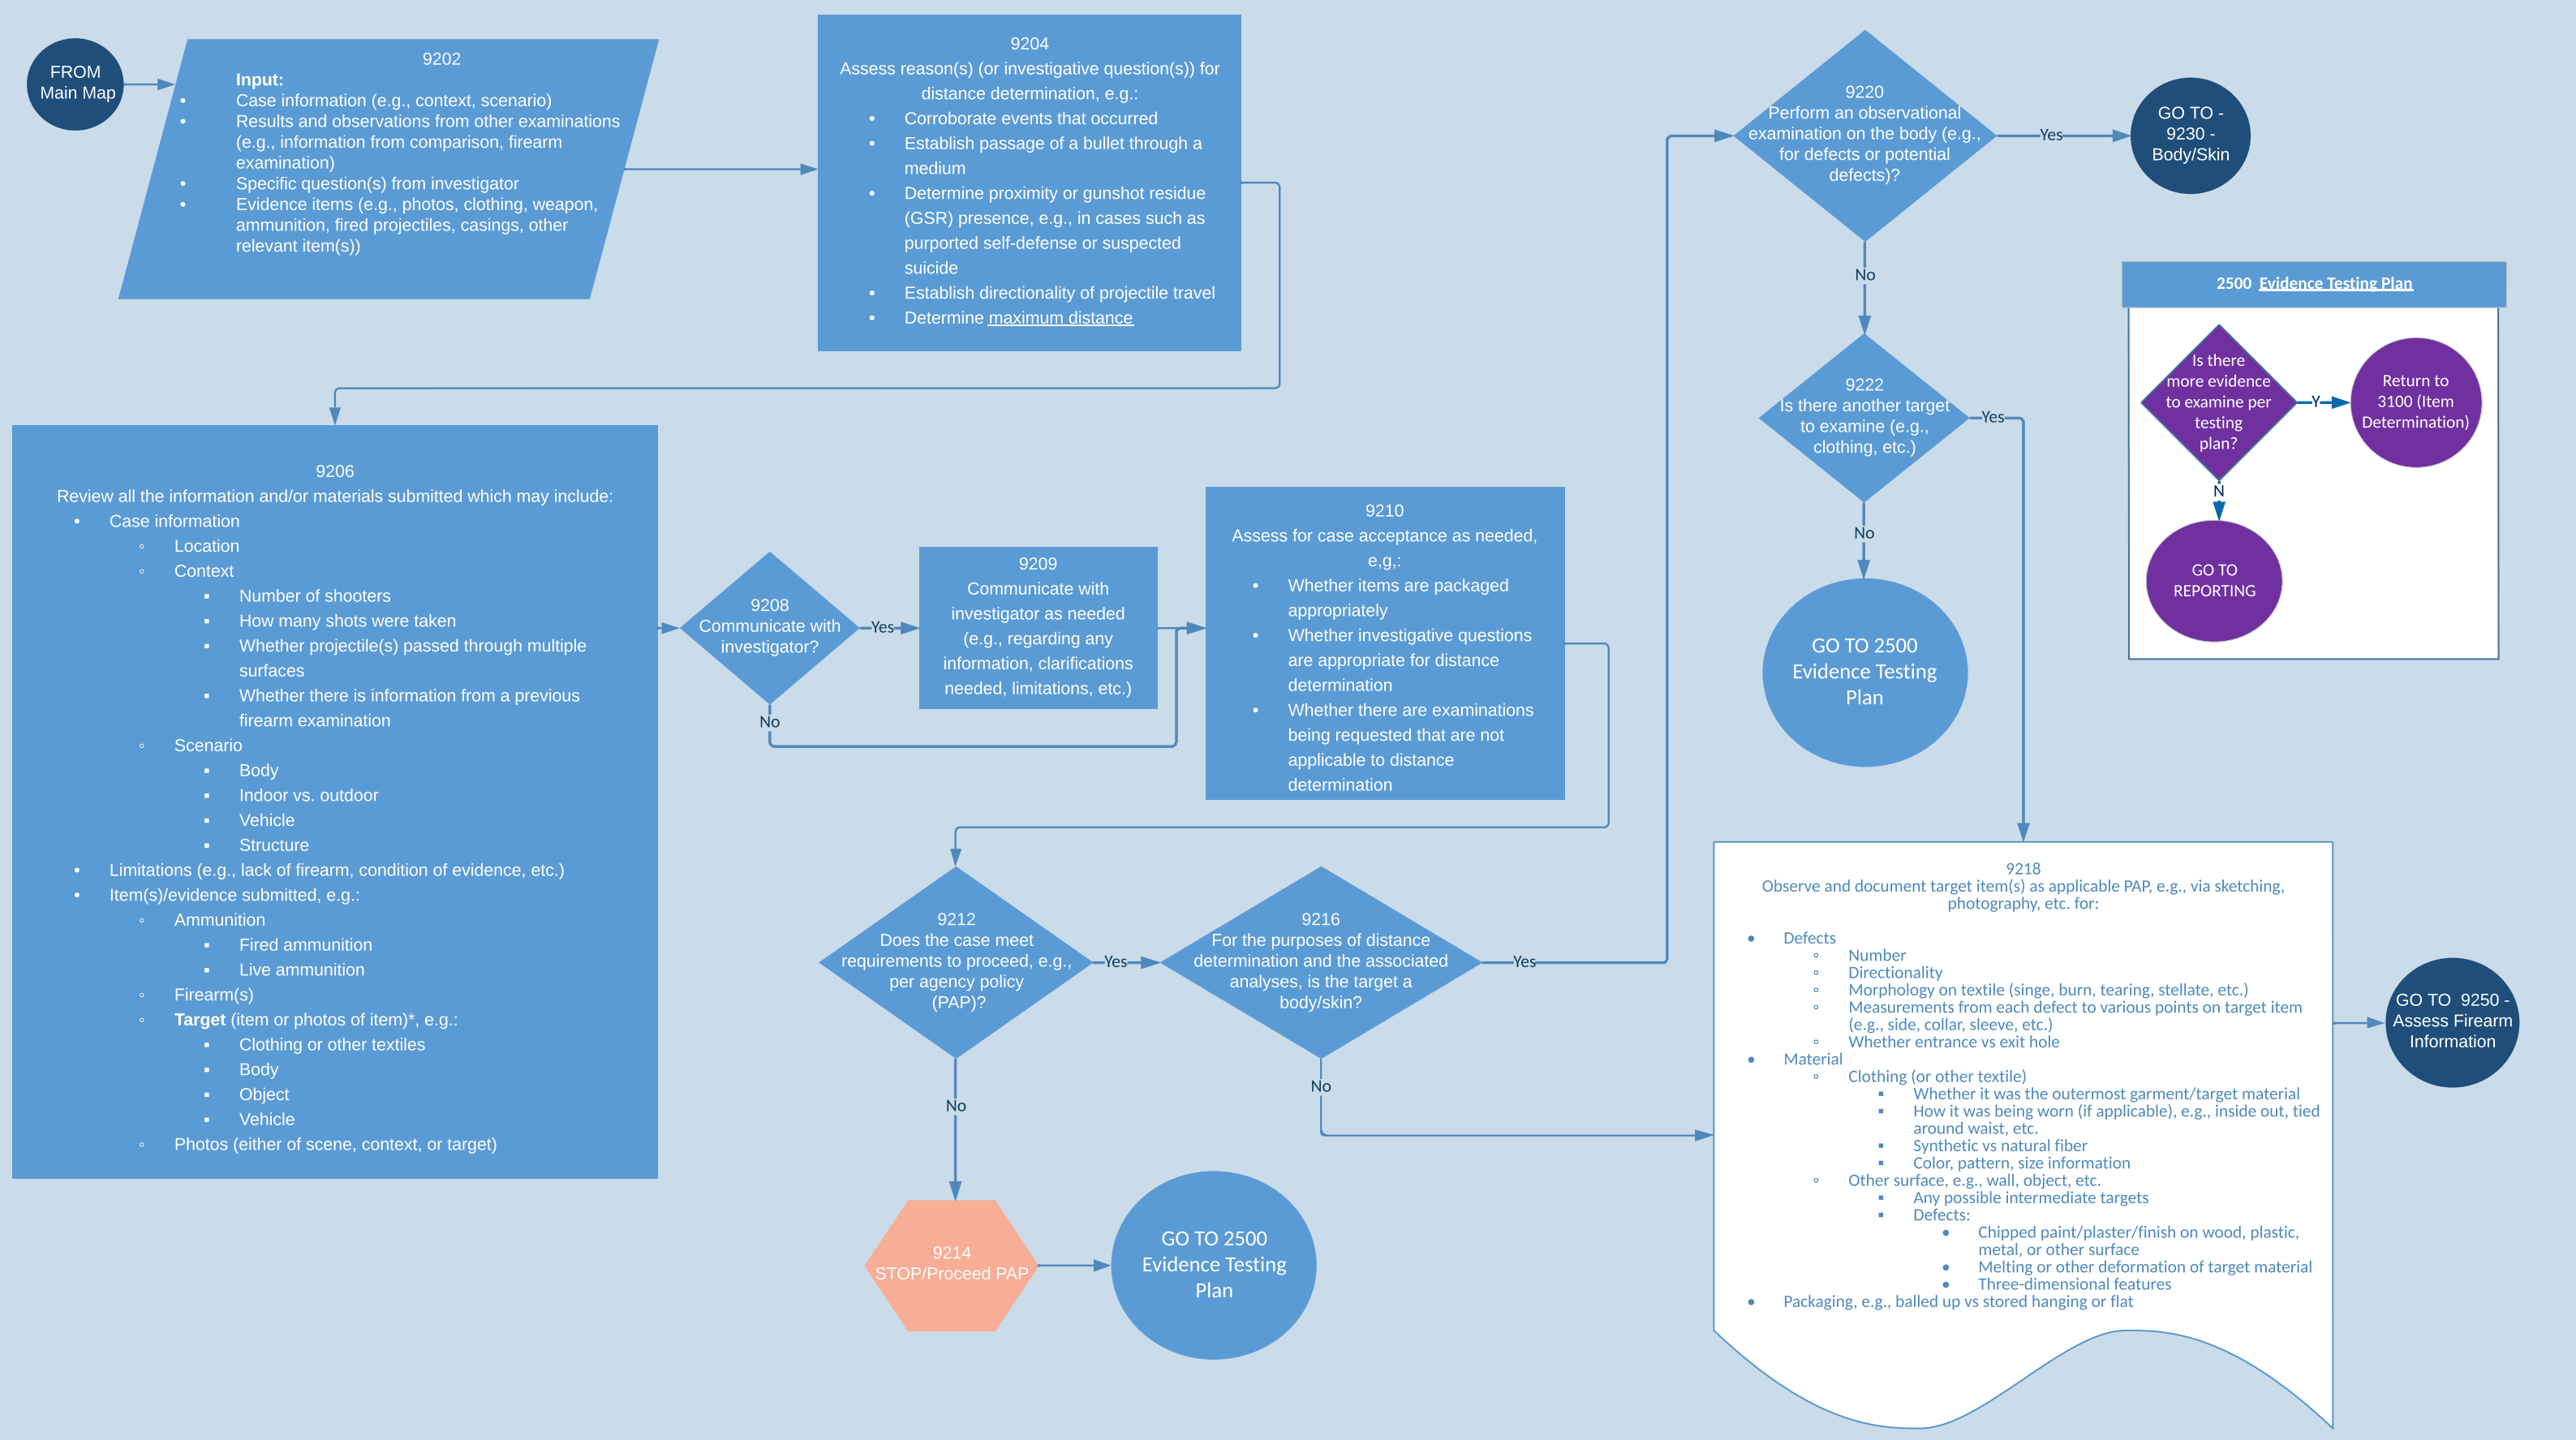 FROM
Main Map
9202
Input:
• Case information (e.g., context, scenario)
• Results and observations from other examinations
(e.g., information from comparison, firearm
examination)
• Specific question(s) from investigator
• Evidence items (e.g., photos, clothing, weapon,
ammunition, fired projectiles, casings, other
relevant item(s))
9204
Assess reason(s) (or investigative question(s)) for
distance determination, e.g.:
• Corroborate events that occurred
• Establish passage of a bullet through a
medium
• Determine proximity or gunshot residue
(GSR) presence, e.g., in cases such as
purported self-defense or suspected
suicide
• Establish directionality of projectile travel
• Determine maximum distance
9206
Review all the information and/or materials submitted which may include:
• Case information
◦ Location
◦ Context
▪ Number of shooters
▪ How many shots were taken
▪ Whether projectile(s) passed through multiple
surfaces
▪ Whether there is information from a previous
firearm examination
◦ Scenario
▪ Body
▪ Indoor vs. outdoor
▪ Vehicle
▪ Structure
• Limitations (e.g., lack of firearm, condition of evidence, etc.)
• Item(s)/evidence submitted, e.g.:
◦ Ammunition
▪ Fired ammunition
▪ Live ammunition
◦ Firearm(s)
◦ Target (item or photos of item)*, e.g.:
▪ Clothing or other textiles
▪ Body
▪ Object
▪ Vehicle
◦ Photos (either of scene, context, or target)
9208
Communicate with
investigator?
Yes
No
9209
Communicate with
investigator as needed
(e.g., regarding any
information, clarifications
needed, limitations, etc.)
9210
Assess for case acceptance as needed,
e,g,:
• Whether items are packaged
appropriately
• Whether investigative questions
are appropriate for distance
determination
• Whether there are examinations
being requested that are not
applicable to distance
determination
9212
Does the case meet
requirements to proceed, e.g.,
per agency policy
(PAP)?
Yes
No
9214
STOP/Proceed PAP
GO TO 2500
Evidence Testing
Plan
9216
For the purposes of distance
determination and the associated
analyses, is the target a
body/skin?
Yes
No
9220
Perform an observational
examination on the body (e.g.,
for defects or potential
defects)?
Yes
GO TO -
9230 -
Body/Skin
No
9222
Is there another target
to examine (e.g.,
clothing, etc.)
Yes
No
GO TO 2500
Evidence Testing
Plan
2500 Evidence Testing Plan
Is there
more evidence
to examine per
testing
plan?
Y
Return to
3100 (Item
Determination)
N
GO TO
REPORTING
9218
Observe and document target item(s) as applicable PAP, e.g., via sketching,
photography, etc. for:
• Defects
◦ Number
◦ Directionality
◦ Morphology on textile (singe, burn, tearing, stellate, etc.)
◦ Measurements from each defect to various points on target item
(e.g., side, collar, sleeve, etc.)
◦ Whether entrance vs exit hole
• Material
◦ Clothing (or other textile)
▪ Whether it was the outermost garment/target material
▪ How it was being worn (if applicable), e.g., inside out, tied
around waist, etc.
▪ Synthetic vs natural fiber
▪ Color, pattern, size information
◦ Other surface, e.g., wall, object, etc.
▪ Any possible intermediate targets
▪ Defects:
• Chipped paint/plaster/finish on wood, plastic,
metal, or other surface
• Melting or other deformation of target material
• Three-dimensional features
• Packaging, e.g., balled up vs stored hanging or flat
GO TO 9250 -
Assess Firearm
Information